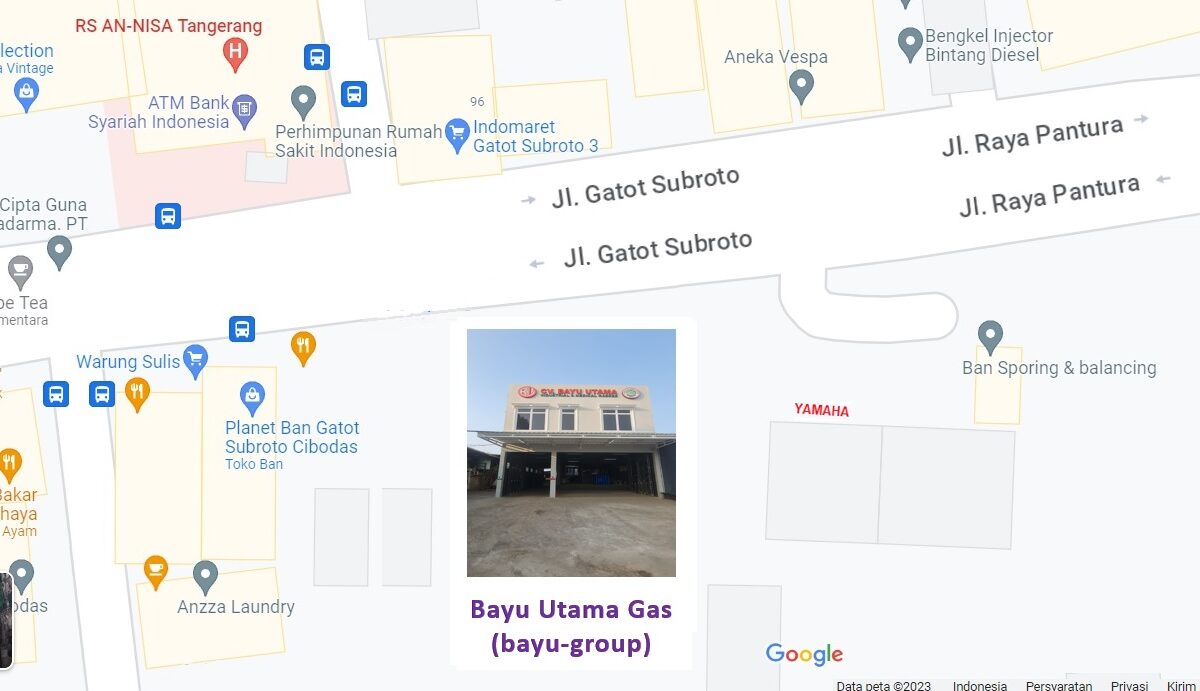 RS AN-NISA Tangerang
lection
a Vintage
ATM Bank
Syariah Indonesia
Perhimpunan Rumah
Sakit Indonesia
96
Indomaret
Gatot Subroto 3
Aneka Vespa
Bengkel Injector
Bintang Diesel
Jl. Raya Pantura
Jl. Raya Pantura
Jl. Gatot Subroto
Jl. Gatot Subroto
Cipta Guna
adarma. PT
be Tea
mentara
Warung Sulis
Planet Ban Gatot
Subroto Cibodas
Toko Ban
Ban Sporing & balancing
YAMAHA
CV. BAYU UTAMA
Bakar
haya
Ayam
odas
Anzza Laundry
Bayu Utama Gas
(bayu-group)
Google
Data peta ©2023 Indonesia Persyaratan Privasi Kirim